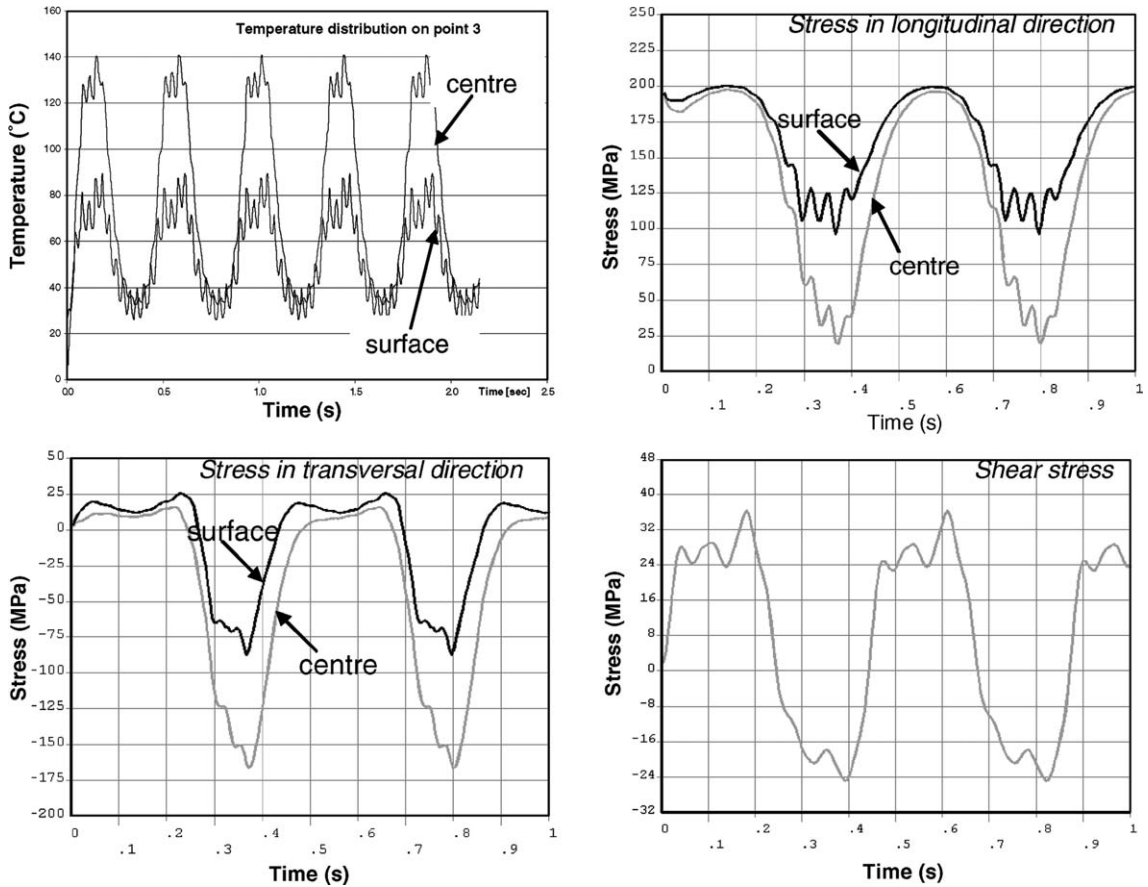 Temperature distribution on point 3
160
140
120
100
80
60
40
20
0
Temperature (°C)
centre
surface
0.0 0.5 1.0 1.5 2.0 2.5
Time [sec]
Time (s)
Stress in longitudinal direction
250
225
200
175
150
125
100
75
50
25
0
Stress (MPa)
surface
centre
0 .2 .4 .6 .8 1
.1 .3 .5 .7 .9
Time (s)
Stress in transversal direction
50
25
0
-25
-50
-75
-100
-125
-150
-175
-200
Stress (MPa)
surface
centre
0 .2 .4 .6 .8 1
.1 .3 .5 .7 .9
Time (s)
Shear stress
48
40
32
24
16
8
0
-8
-16
-24
-32
Stress (MPa)
0 .2 .4 .6 .8 1
.1 .3 .5 .7 .9
Time (s)